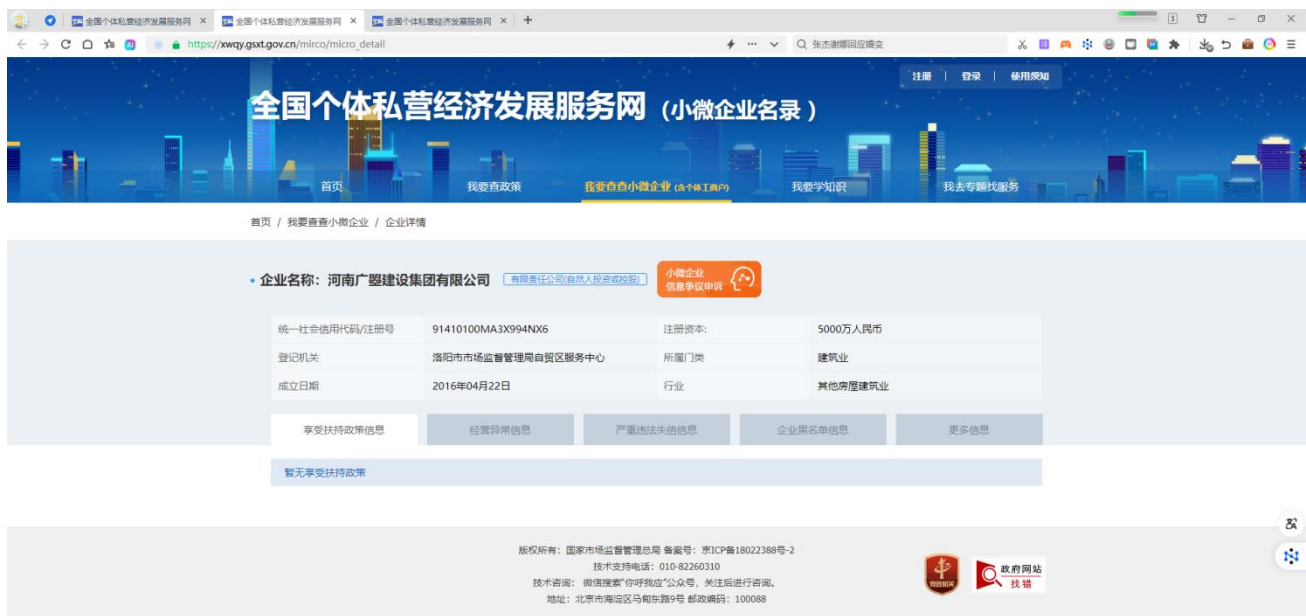 全国个体私营经济发展服务网 × 全国个体私营经济发展服务网 × 全国个体私营经济发展服务网 × +
https://xwqy.gsxt.gov.cn/mirco/micro_detail
注册 | 登录 | 使用须知
全国个体私营经济发展服务网（小微企业名录）
首页 我要查政策 我要查查小微企业 (含个体工商户) 我要学知识 我去专题找服务
首页 / 我要查查小微企业 / 企业详情
企业名称：河南广曌建设集团有限公司 有限责任公司(自然人投资或控股) 小微企业
信息争议申诉
统一社会信用代码/注册号 91410100MA3X994NX6 注册资本: 5000万人民币
登记机关 洛阳市市场监督管理局自贸区服务中心 所属门类 建筑业
成立日期 2016年04月22日 行业 其他房屋建筑业
享受扶持政策信息 经营异常信息 严重违法失信信息 企业黑名单信息 更多信息
暂无享受扶持政策
版权所有：国家市场监督管理总局 备案号：京ICP备18022388号-2
技术支持电话：010-82260310
技术咨询： 微信搜索"你呼我应"公众号，关注后进行咨询。
地址：北京市海淀区马甸东路9号 邮政编码：100088
党政机关
政府网站
找错